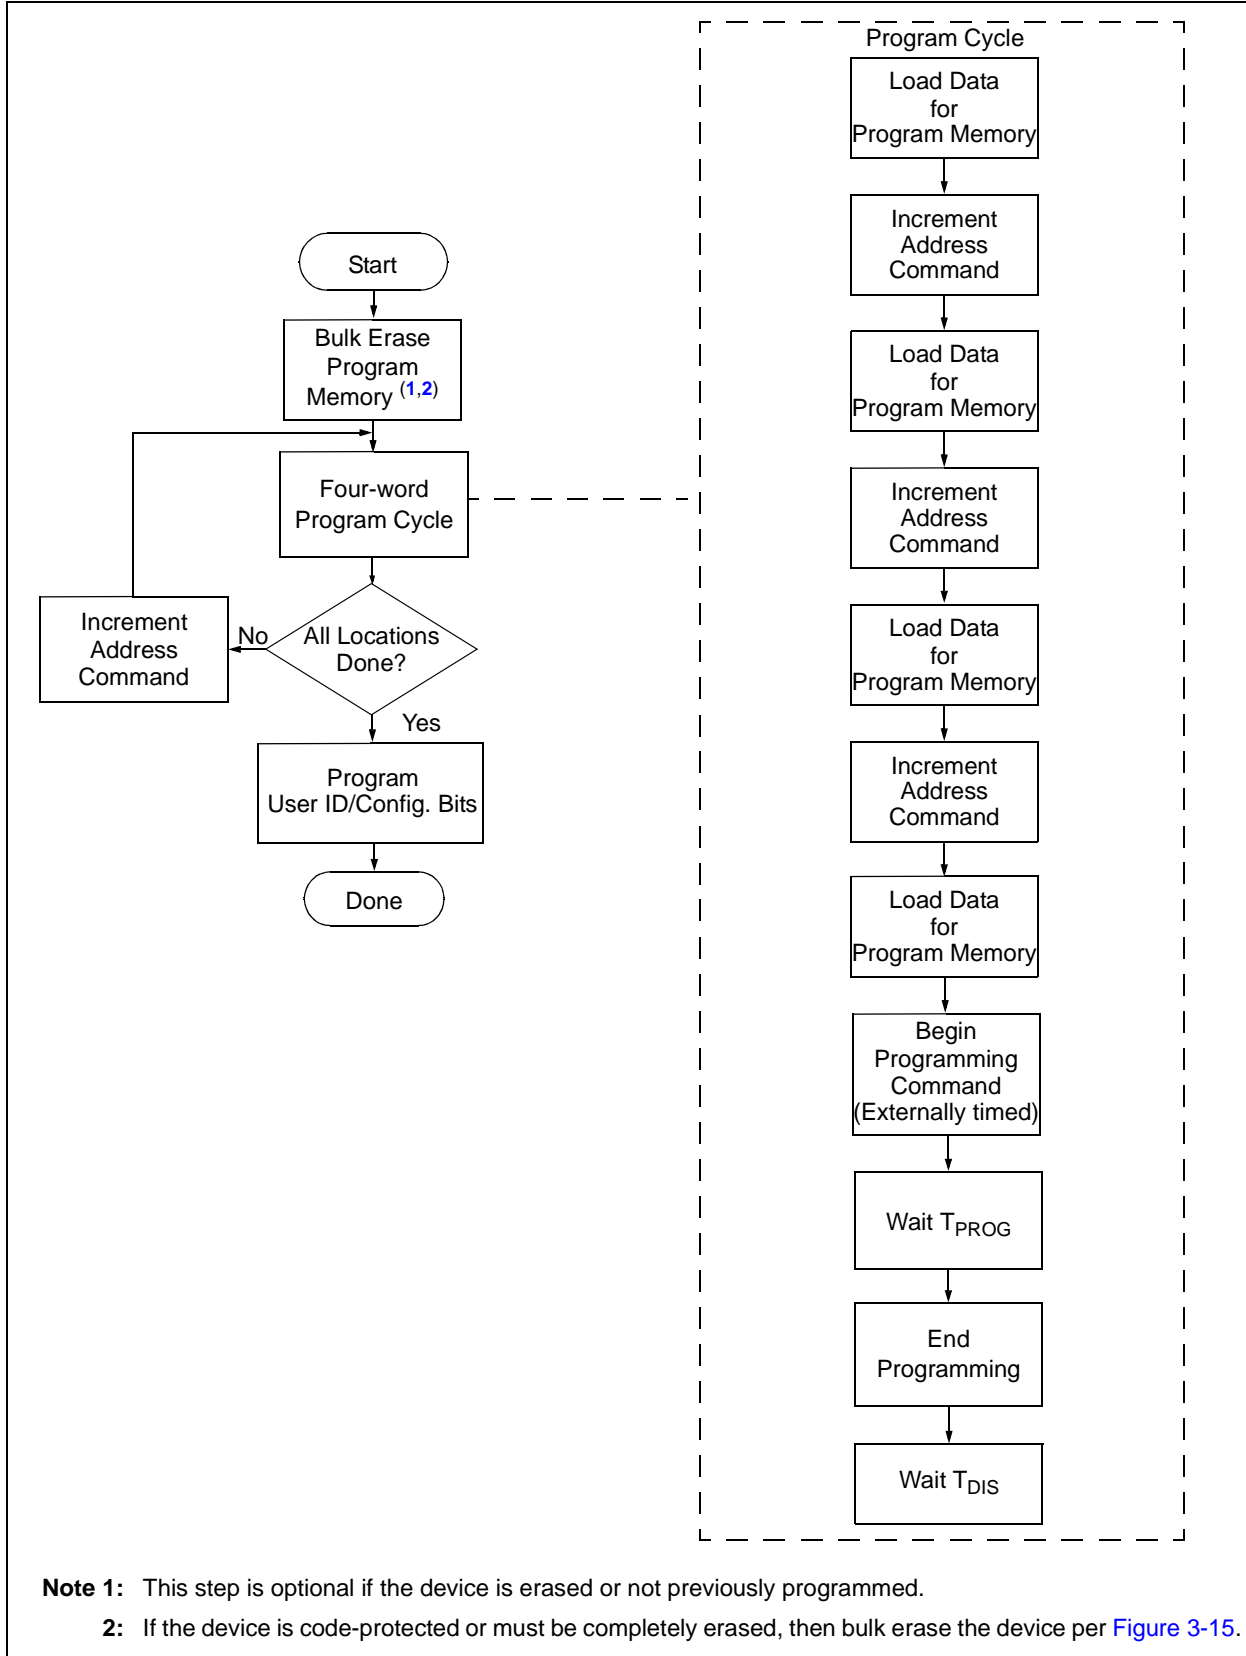 Start
Bulk Erase
Program
Memory (1,2)
Four-word
Program Cycle
All Locations
Done?
No
Increment
Address
Command
Yes
Program
User ID/Config. Bits
Done
Program Cycle
Load Data
for
Program Memory
Increment
Address
Command
Load Data
for
Program Memory
Increment
Address
Command
Load Data
for
Program Memory
Increment
Address
Command
Load Data
for
Program Memory
Begin
Programming
Command
(Externally timed)
Wait TPROG
End
Programming
Wait TDIS
Note 1: This step is optional if the device is erased or not previously programmed.
2: If the device is code-protected or must be completely erased, then bulk erase the device per Figure 3-15.